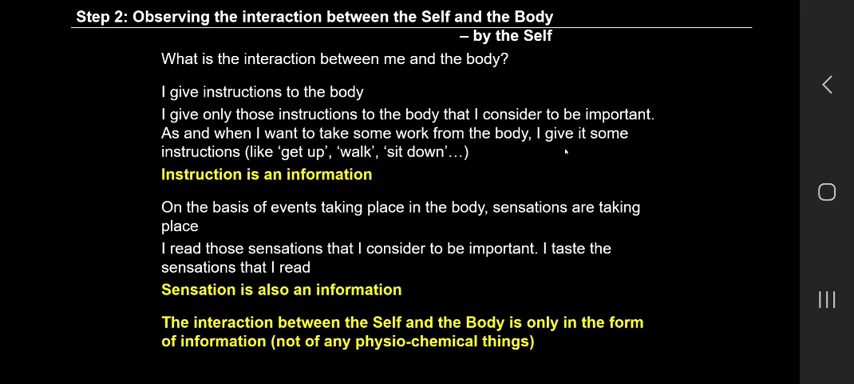 Step 2: Observing the interaction between the Self and the Body
– by the Self
What is the interaction between me and the body?
I give instructions to the body
I give only those instructions to the body that I consider to be important.
As and when I want to take some work from the body, I give it some
instructions (like ‘get up’, ‘walk’, ‘sit down’…)
Instruction is an information
On the basis of events taking place in the body, sensations are taking
place
I read those sensations that I consider to be important. I taste the
sensations that I read
Sensation is also an information
The interaction between the Self and the Body is only in the form
of information (not of any physio-chemical things)